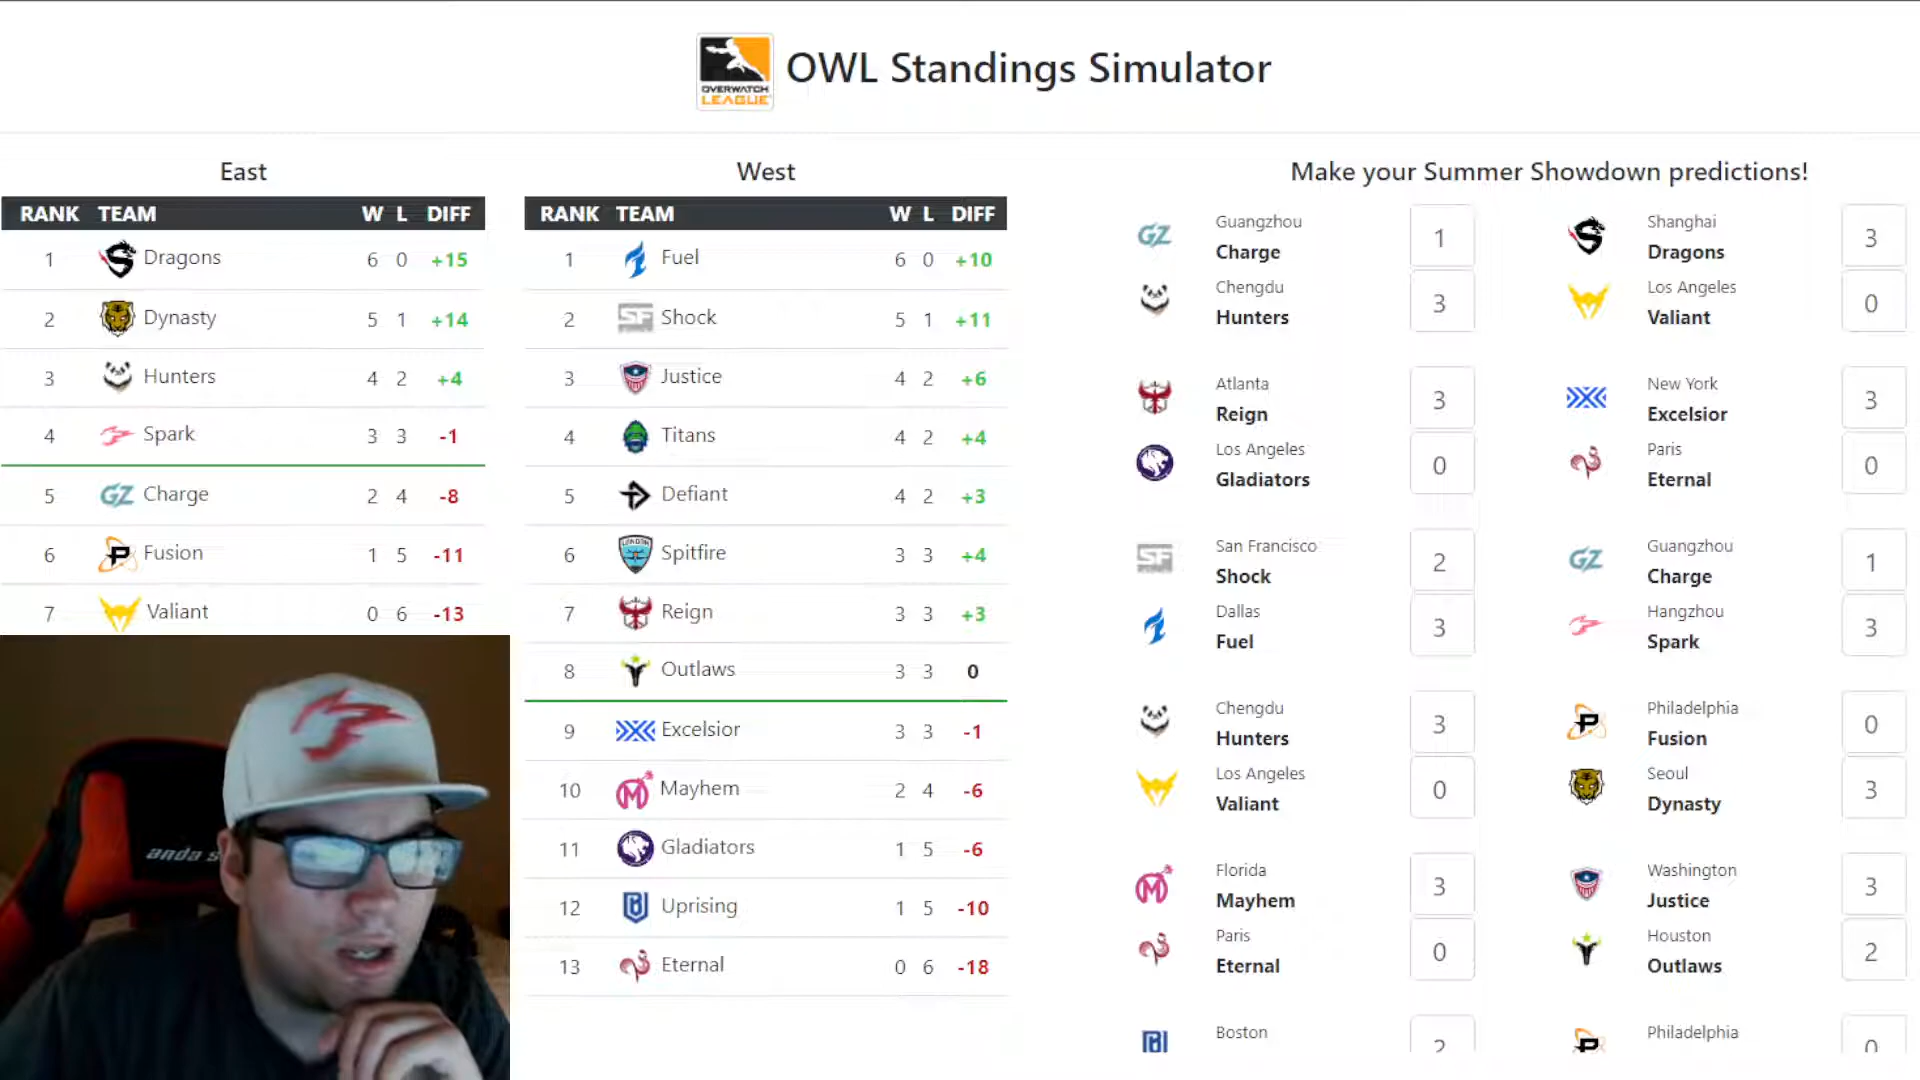 OVERWATCH
LEAGUE
OWL Standings Simulator
East
RANK TEAM W L DIFF
1 Dragons 6 0 +15
2 Dynasty 5 1 +14
3 Hunters 4 2 +4
4 Spark 3 3 -1
5 GZ Charge 2 4 -8
6 Fusion 1 5 -11
7 Valiant 0 6 -13
West
RANK TEAM W L DIFF
1 Fuel 6 0 +10
2 SF Shock 5 1 +11
3 Justice 4 2 +6
4 Titans 4 2 +4
5 Defiant 4 2 +3
6 LONDON Spitfire 3 3 +4
7 Reign 3 3 +3
8 Outlaws 3 3 0
9 Excelsior 3 3 -1
10 Mayhem 2 4 -6
11 Gladiators 1 5 -6
12 Uprising 1 5 -10
13 Eternal 0 6 -18
Make your Summer Showdown predictions!
GZ Guangzhou Charge 1
Chengdu Hunters 3
Shanghai Dragons 3
Los Angeles Valiant 0
Atlanta Reign 3
Los Angeles Gladiators 0
New York Excelsior 3
Paris Eternal 0
SF San Francisco Shock 2
Dallas Fuel 3
GZ Guangzhou Charge 1
Hangzhou Spark 3
Chengdu Hunters 3
Los Angeles Valiant 0
Philadelphia Fusion 0
Seoul Dynasty 3
Florida Mayhem 3
Paris Eternal 0
Washington Justice 3
Houston Outlaws 2
Boston 2
Philadelphia 0
anda s